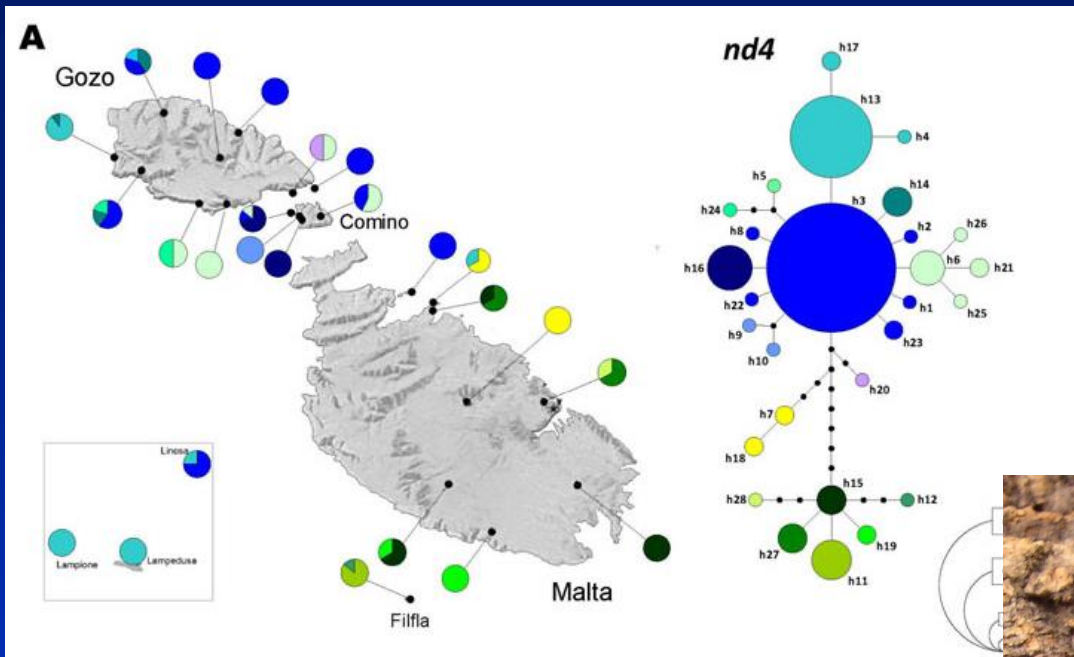 A
nd4
Gozo
Comino
Malta
Filfla
Linosa
Lampione
Lampedusa
h17
h13
h4
h5
h3
h14
h24
h8
h2
h26
h16
h6
h21
h22
h1
h25
h9
h23
h10
h20
h7
h18
h15
h28
h12
h27
h19
h11